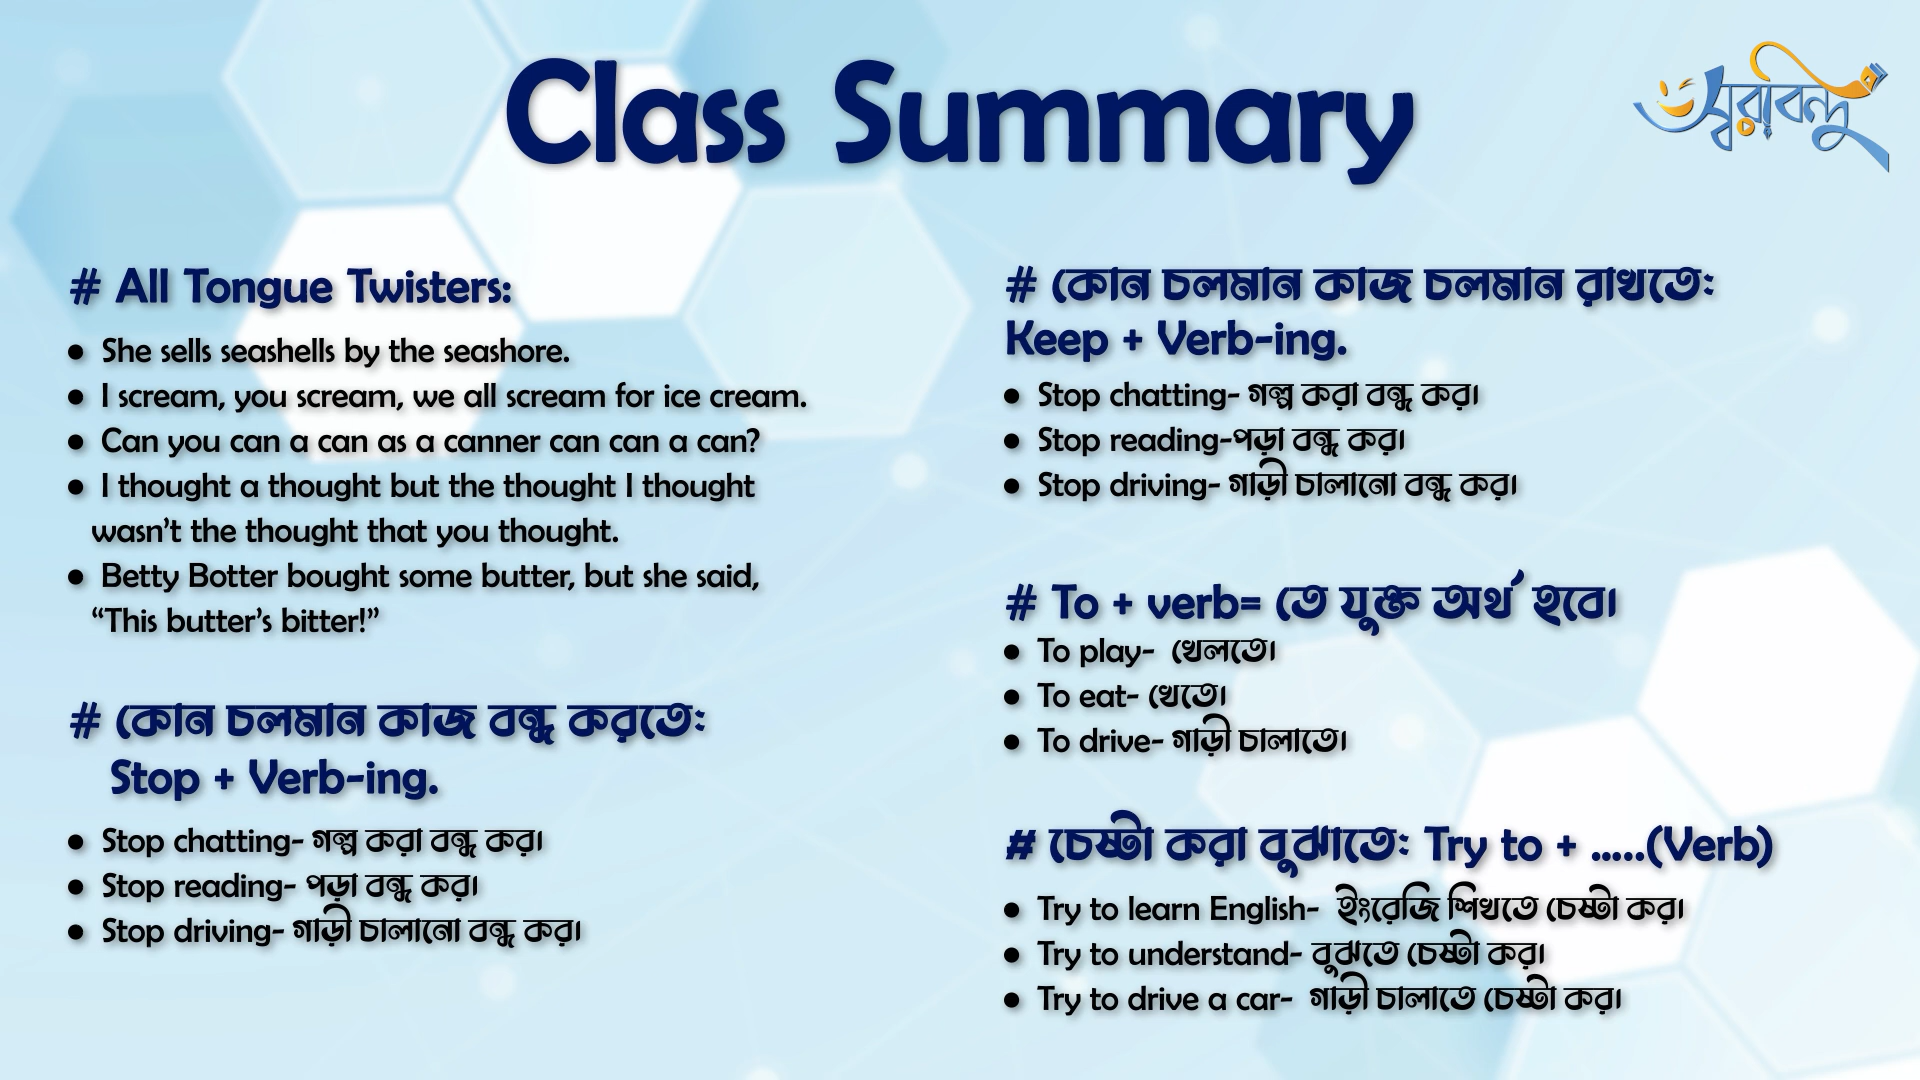 Class Summary
স্বরাবন্দু
# All Tongue Twisters:
● She sells seashells by the seashore.
● I scream, you scream, we all scream for ice cream.
● Can you can a can as a canner can can a can?
● I thought a thought but the thought I thought
wasn’t the thought that you thought.
● Betty Botter bought some butter, but she said,
“This butter’s bitter!”
# কোন চলমান কাজ বন্ধ করতেঃ
Stop + Verb-ing.
● Stop chatting- গল্প করা বন্ধ কর।
● Stop reading- পড়া বন্ধ কর।
● Stop driving- গাড়ী চালানো বন্ধ কর।
# কোন চলমান কাজ চলমান রাখতেঃ
Keep + Verb-ing.
● Stop chatting- গল্প করা বন্ধ কর।
● Stop reading-পড়া বন্ধ কর।
● Stop driving- গাড়ী চালানো বন্ধ কর।
# To + verb= তে যুক্ত অর্থ হবে।
● To play- খেলতে।
● To eat- খেতে।
● To drive- গাড়ী চালাতে।
# চেষ্টা করা বুঝাতেঃ Try to + .....(Verb)
● Try to learn English- ইংরেজি শিখতে চেষ্টা কর।
● Try to understand- বুঝতে চেষ্টা কর।
● Try to drive a car- গাড়ী চালাতে চেষ্টা কর।